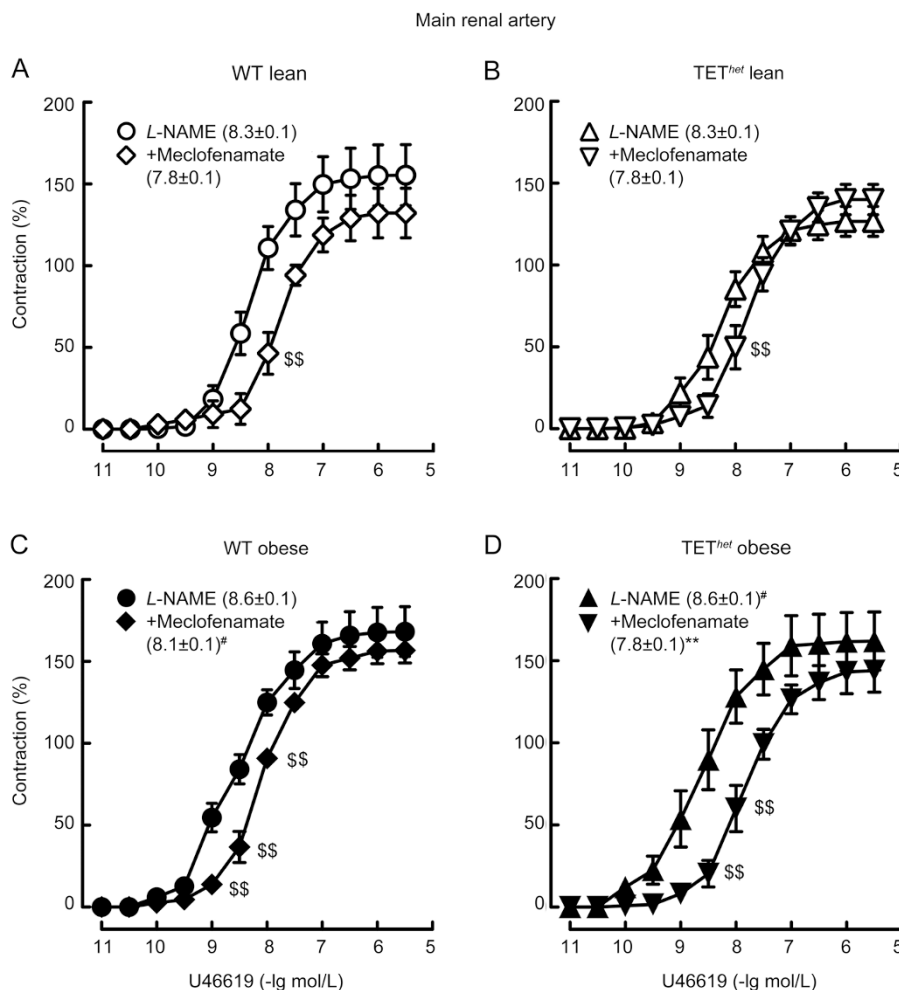 Main renal artery
A
WT lean
200
150
100
50
0
Contraction (%)
L-NAME (8.3±0.1)
+Meclofenamate
(7.8±0.1)
$$
11 10 9 8 7 6 5
B
TEThet lean
200
150
100
50
0
L-NAME (8.3±0.1)
+Meclofenamate
(7.8±0.1)
$$
11 10 9 8 7 6 5
C
WT obese
200
150
100
50
0
Contraction (%)
L-NAME (8.6±0.1)
+Meclofenamate
(8.1±0.1)#
$$
$$
$$
11 10 9 8 7 6 5
U46619 (-lg mol/L)
D
TEThet obese
200
150
100
50
0
L-NAME (8.6±0.1)#
+Meclofenamate
(7.8±0.1)**
$$
$$
11 10 9 8 7 6 5
U46619 (-lg mol/L)